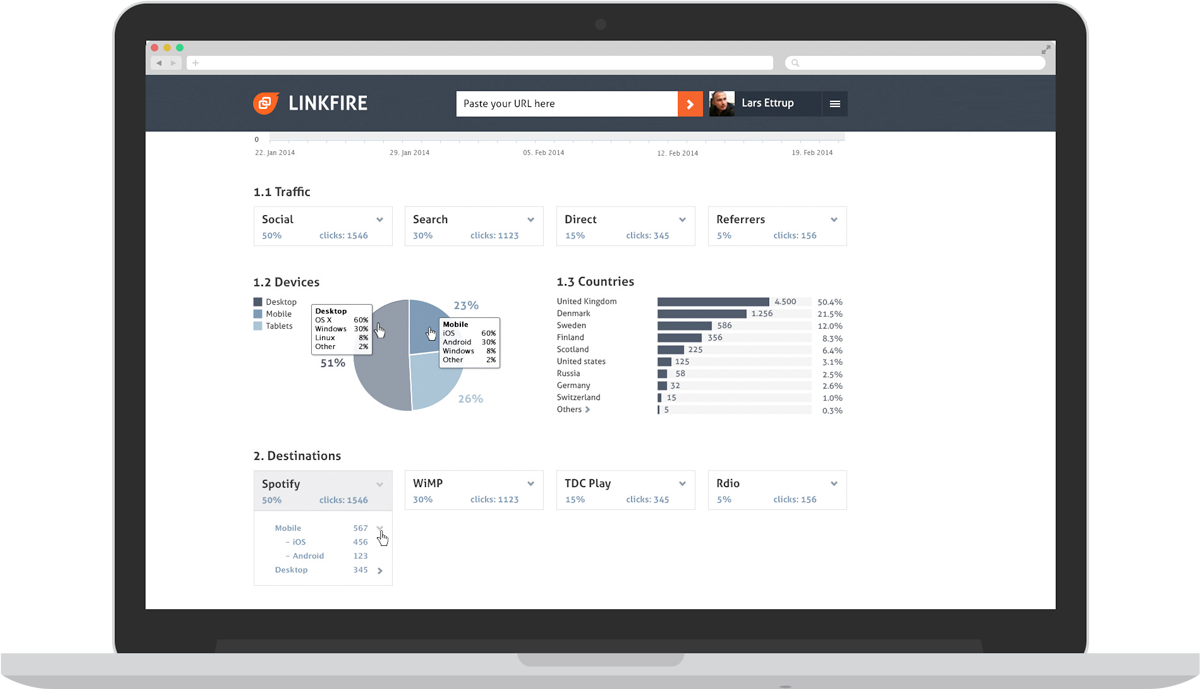 LINKFIRE
Paste your URL here
Lars Ettrup
0
22. Jan 2014 29. Jan 2014 05. Feb 2014 12. Feb 2014 19. Feb 2014
1.1 Traffic
Social Search Direct Referrers
50% clicks: 1546 30% clicks: 1123 15% clicks: 345 5% clicks: 156
1.2 Devices
Desktop
Mobile
Tablets
Desktop
OS X 60%
Windows 30%
Linux 8%
Other 2%
51%
23%
Mobile
iOS 60%
Android 30%
Windows 8%
Other 2%
26%
1.3 Countries
United Kingdom 4.500 50.4%
Denmark 1.256 21.5%
Sweden 586 12.0%
Finland 356 8.3%
Scotland 225 6.4%
United states 125 3.1%
Russia 58 2.5%
Germany 32 2.6%
Switzerland 15 1.0%
Others 5 0.3%
2. Destinations
Spotify WiMP TDC Play Rdio
50% clicks: 1546 30% clicks: 1123 15% clicks: 345 5% clicks: 156
Mobile 567
- iOS 456
- Android 123
Desktop 345